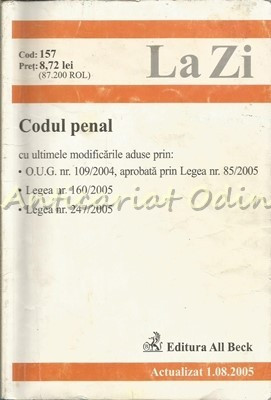 Cod: 157
Preț: 8,72 lei
(87.200 ROL)
La Zi
Codul penal
cu ultimele modificările aduse prin:
• O.U.G. nr. 109/2004, aprobată prin Legea nr. 85/2005
• Legea nr. 160/2005
• Legea nr. 247/2005
Anticariat Odin
Editura All Beck
Actualizat 1.08.2005